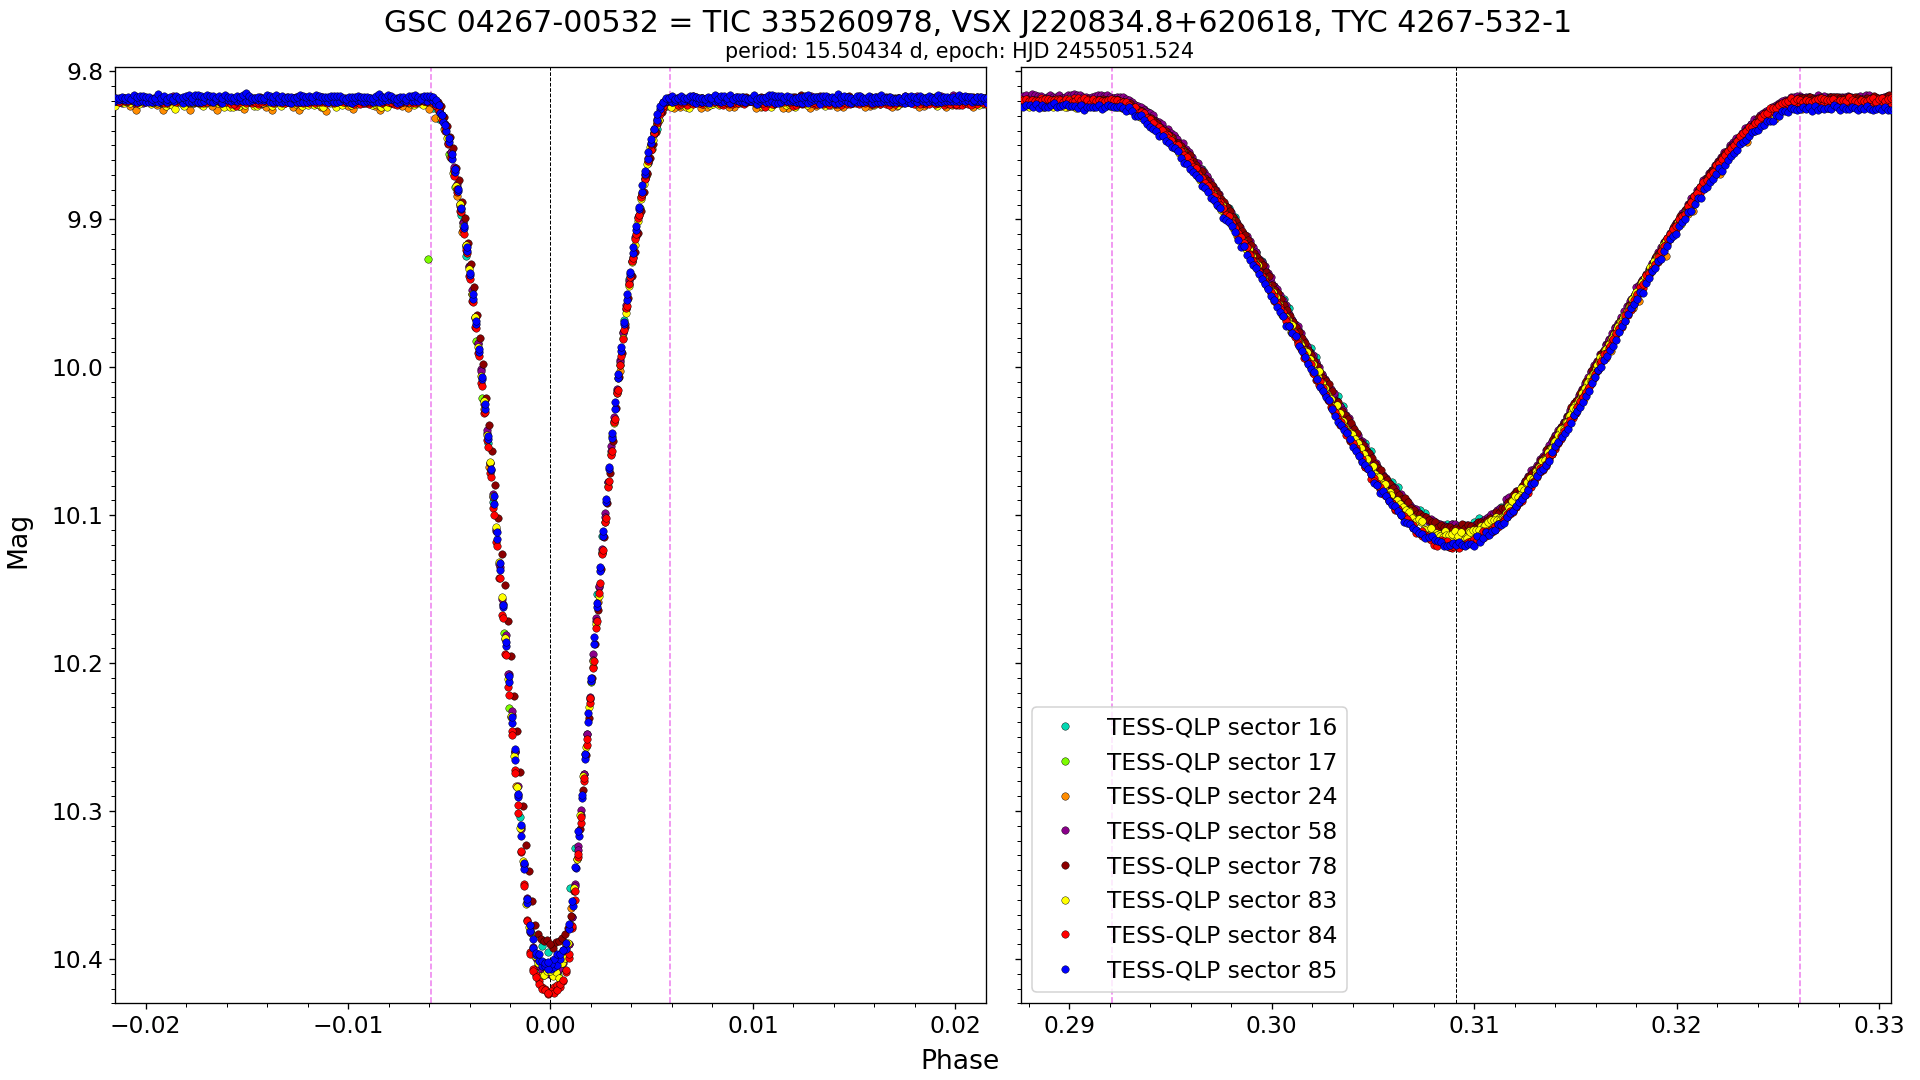 GSC 04267-00532 = TIC 335260978, VSX J220834.8+620618, TYC 4267-532-1
period: 15.50434 d, epoch: HJD 2455051.524
Mag
9.8
9.9
10.0
10.1
10.2
10.3
10.4
−0.02 −0.01 0.00 0.01 0.02
TESS-QLP sector 16
TESS-QLP sector 17
TESS-QLP sector 24
TESS-QLP sector 58
TESS-QLP sector 78
TESS-QLP sector 83
TESS-QLP sector 84
TESS-QLP sector 85
0.29 0.30 0.31 0.32 0.33
Phase